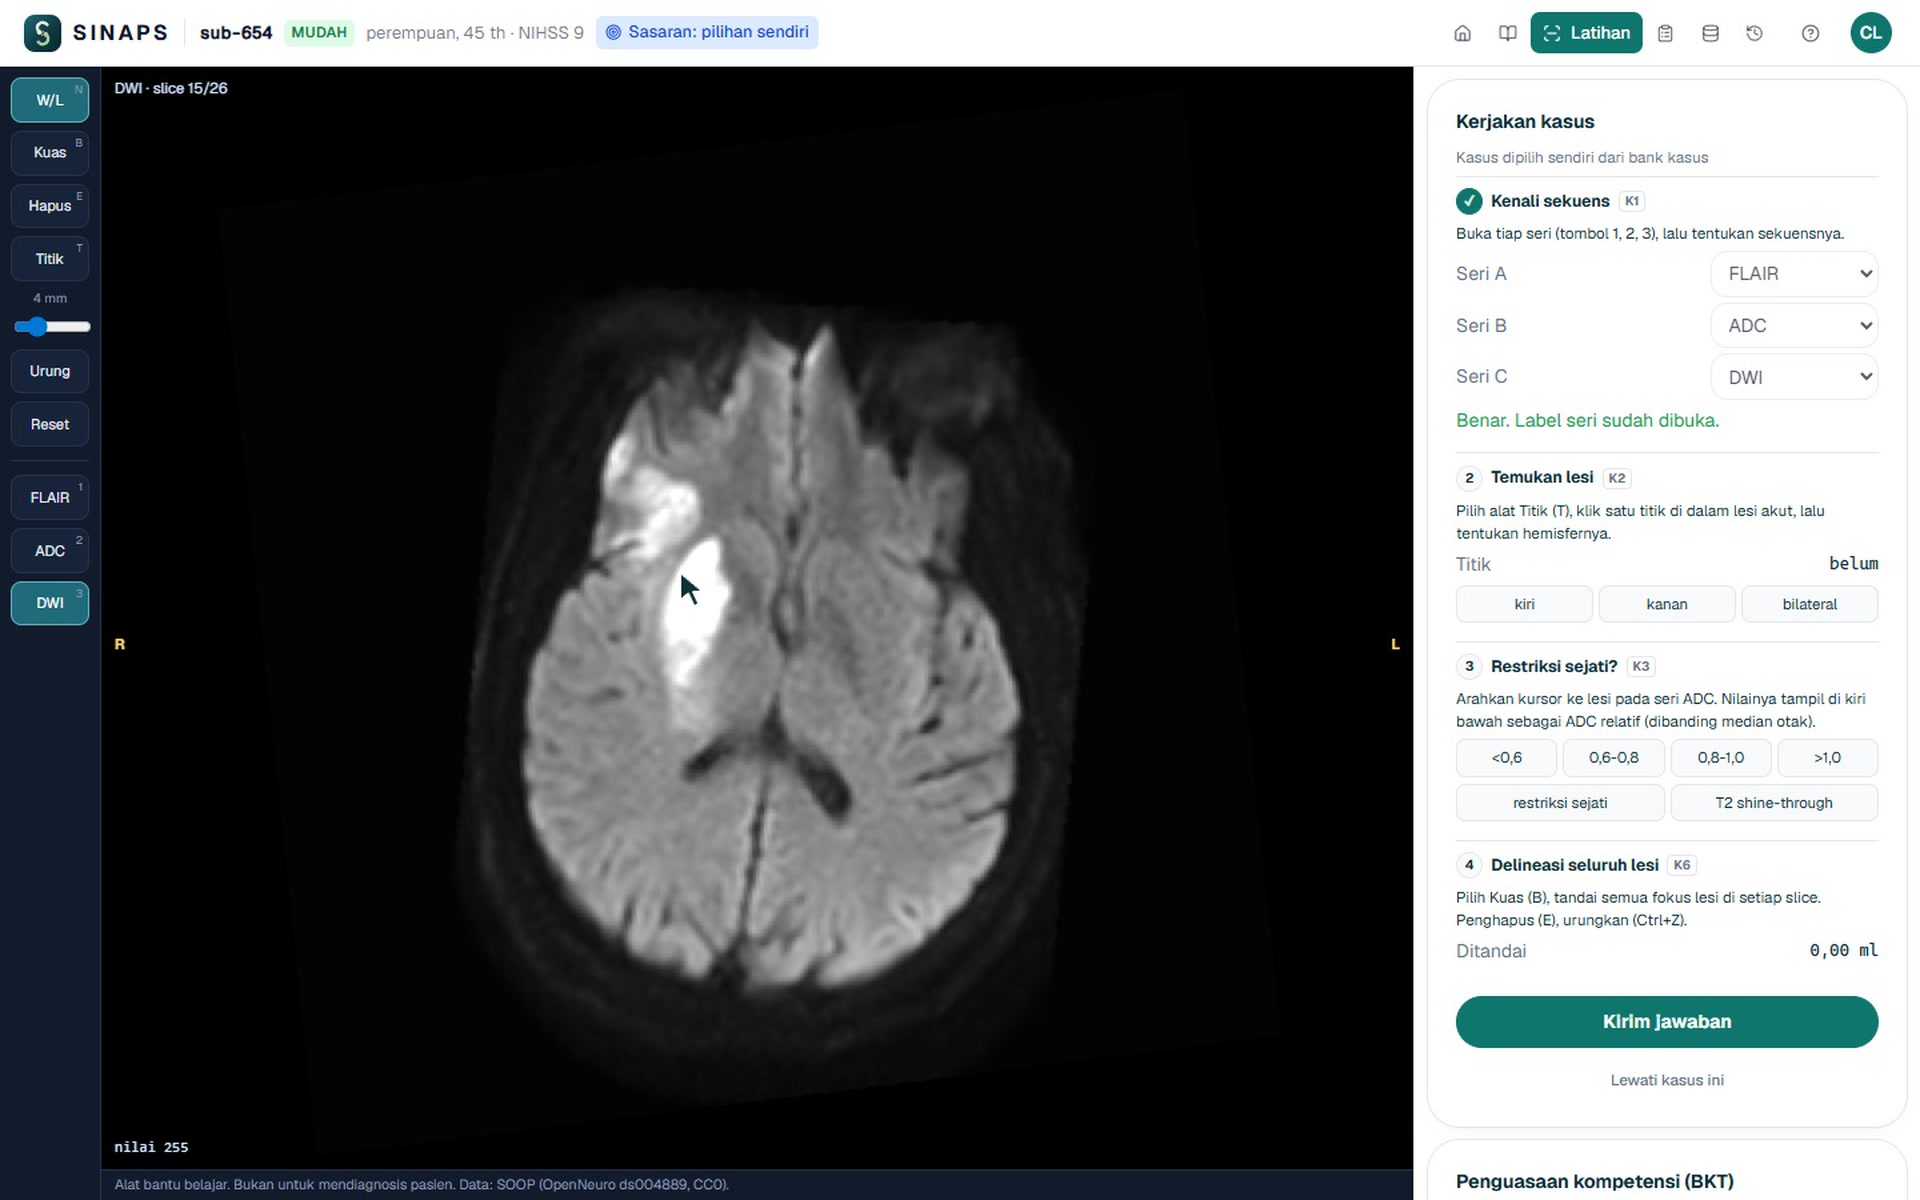 SINAPS
sub-654 MUDAH perempuan, 45 th · NIHSS 9 Sasaran: pilihan sendiri
Latihan
CL
W/L N
Kuas B
Hapus E
Titik T
4 mm
Urung
Reset
FLAIR 1
ADC 2
DWI 3
DWI · slice 15/26
R
L
nilai 255
Alat bantu belajar. Bukan untuk mendiagnosis pasien. Data: SOOP (OpenNeuro ds004889, CC0).
Kerjakan kasus
Kasus dipilih sendiri dari bank kasus
Kenali sekuens K1
Buka tiap seri (tombol 1, 2, 3), lalu tentukan sekuensnya.
Seri A FLAIR
Seri B ADC
Seri C DWI
Benar. Label seri sudah dibuka.
2 Temukan lesi K2
Pilih alat Titik (T), klik satu titik di dalam lesi akut, lalu
tentukan hemisfernya.
Titik belum
kiri kanan bilateral
3 Restriksi sejati? K3
Arahkan kursor ke lesi pada seri ADC. Nilainya tampil di kiri
bawah sebagai ADC relatif (dibanding median otak).
<0,6 0,6-0,8 0,8-1,0 >1,0
restriksi sejati T2 shine-through
4 Delineasi seluruh lesi K6
Pilih Kuas (B), tandai semua fokus lesi di setiap slice.
Penghapus (E), urungkan (Ctrl+Z).
Ditandai 0,00 ml
Kirim jawaban
Lewati kasus ini
Penguasaan kompetensi (BKT)